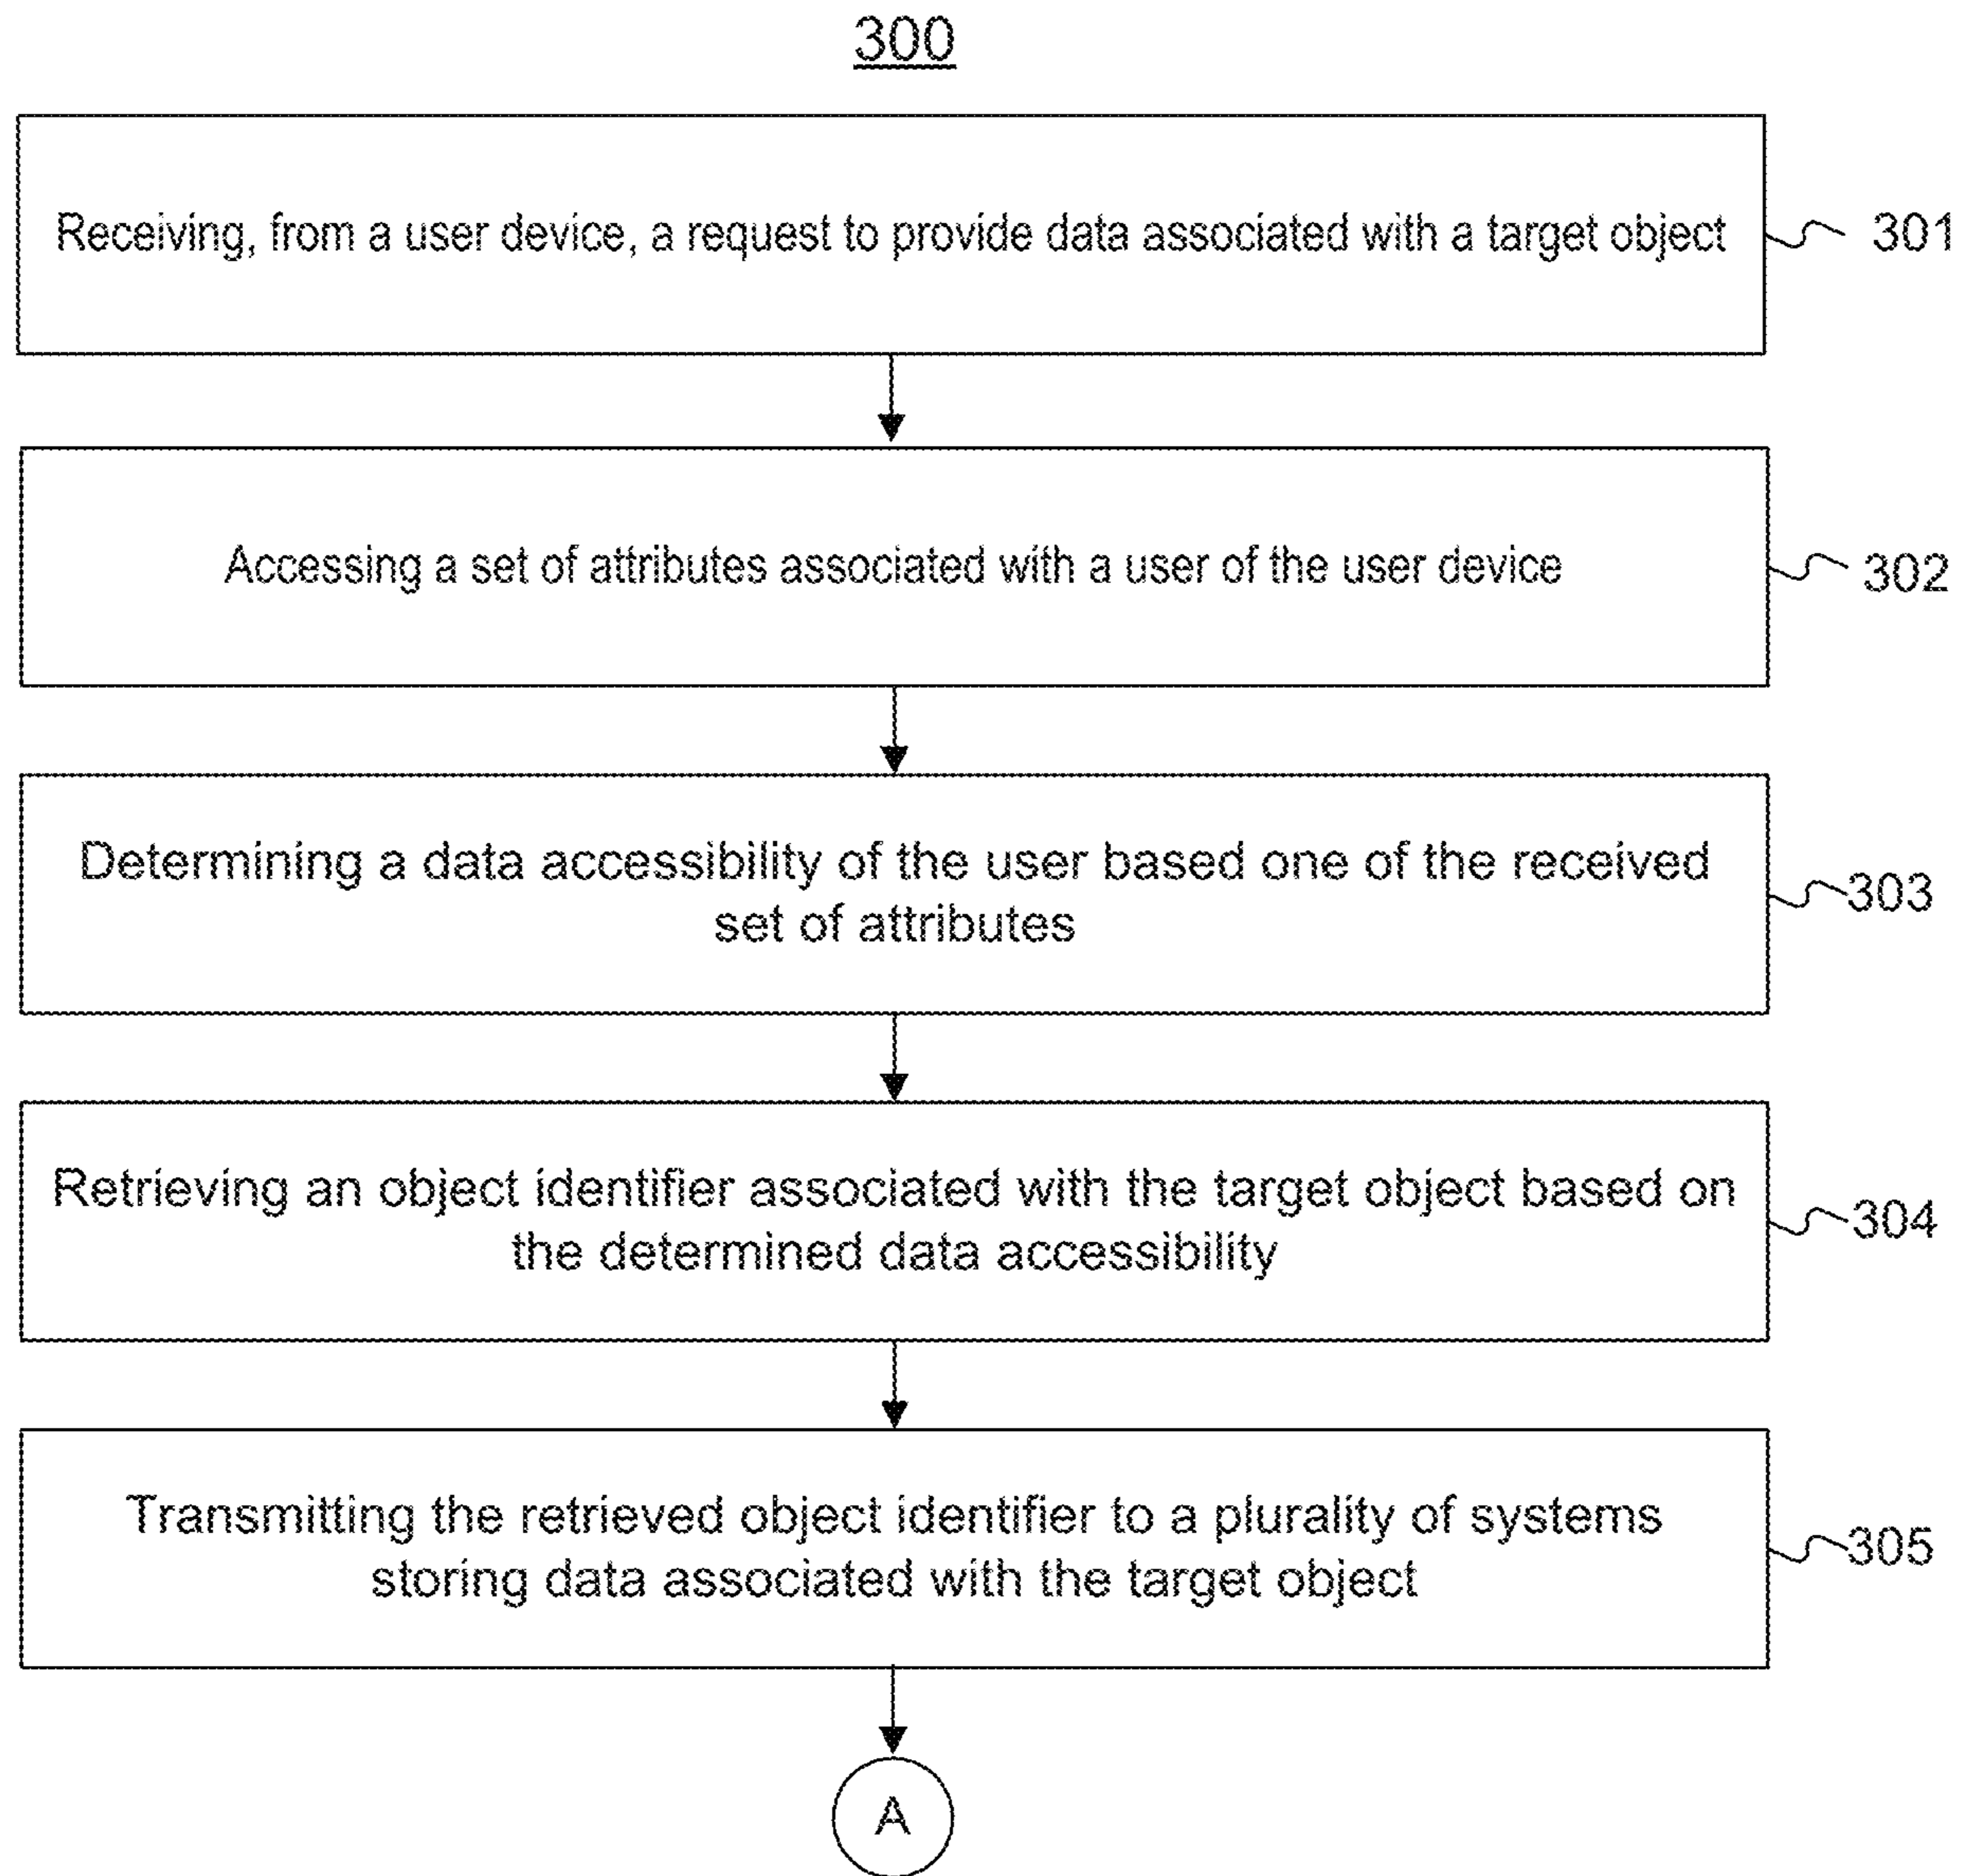 300
Receiving, from a user device, a request to provide data associated with a target object
301
Accessing a set of attributes associated with a user of the user device
302
Determining a data accessibility of the user based one of the received
set of attributes
303
Retrieving an object identifier associated with the target object based on
the determined data accessibility
304
Transmitting the retrieved object identifier to a plurality of systems
storing data associated with the target object
305
A